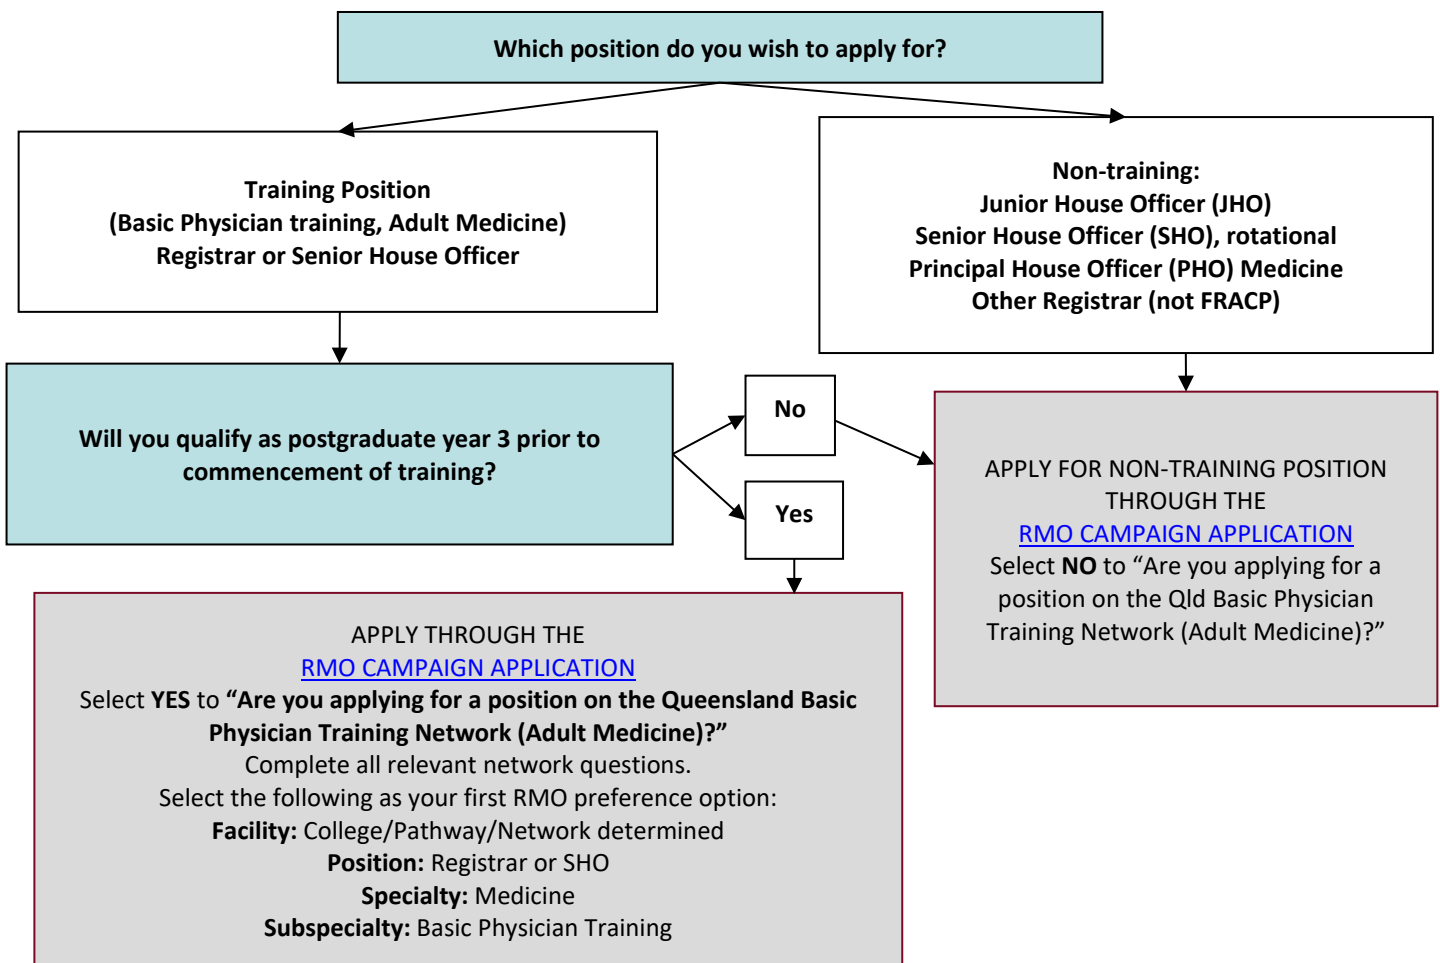 Which position do you wish to apply for?
Training Position
(Basic Physician training, Adult Medicine)
Registrar or Senior House Officer
Non-training:
Junior House Officer (JHO)
Senior House Officer (SHO), rotational
Principal House Officer (PHO) Medicine
Other Registrar (not FRACP)
Will you qualify as postgraduate year 3 prior to
commencement of training?
No
Yes
APPLY FOR NON-TRAINING POSITION
THROUGH THE
RMO CAMPAIGN APPLICATION
Select NO to “Are you applying for a
position on the Qld Basic Physician
Training Network (Adult Medicine)?”
APPLY THROUGH THE
RMO CAMPAIGN APPLICATION
Select YES to “Are you applying for a position on the Queensland Basic
Physician Training Network (Adult Medicine)?”
Complete all relevant network questions.
Select the following as your first RMO preference option:
Facility: College/Pathway/Network determined
Position: Registrar or SHO
Specialty: Medicine
Subspecialty: Basic Physician Training